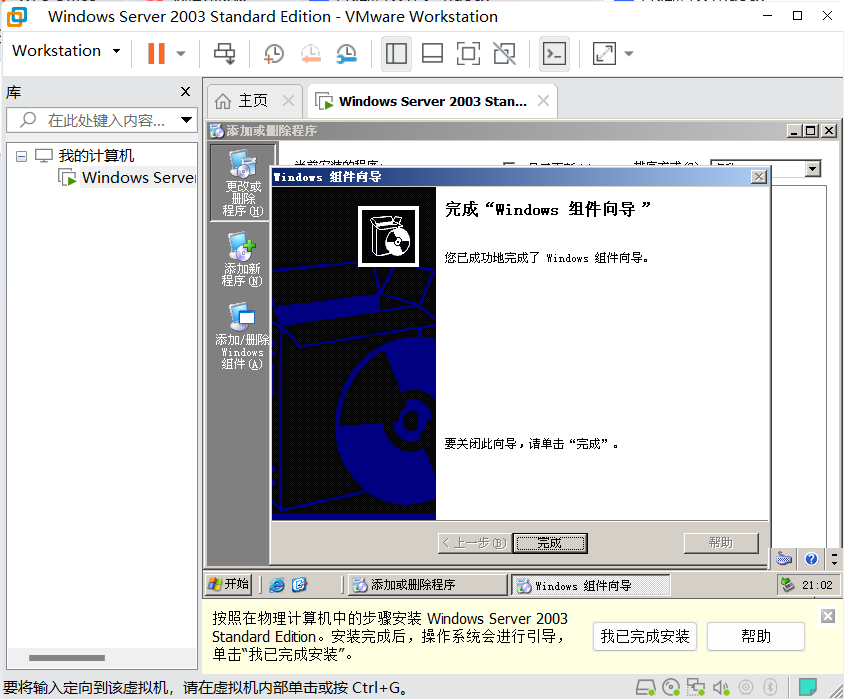 Windows Server 2003 Standard Edition - VMware Workstation
Workstation
库
在此处键入内容...
我的计算机
Windows Server
主页
Windows Server 2003 Stan...
添加或删除程序
更改或
删除
程序(H)
添加新
程序(N)
添加/删除
Windows
组件(A)
Windows 组件向导
完成“Windows 组件向导 ”
您已成功地完成了 Windows 组件向导。
要关闭此向导，请单击“完成”。
< 上一步(B)
完成
帮助
开始
添加或删除程序
Windows 组件向导
21:02
按照在物理计算机中的步骤安装 Windows Server 2003
Standard Edition。安装完成后，操作系统会进行引导，
单击“我已完成安装”。
我已完成安装
帮助
要将输入定向到该虚拟机，请在虚拟机内部单击或按 Ctrl+G。